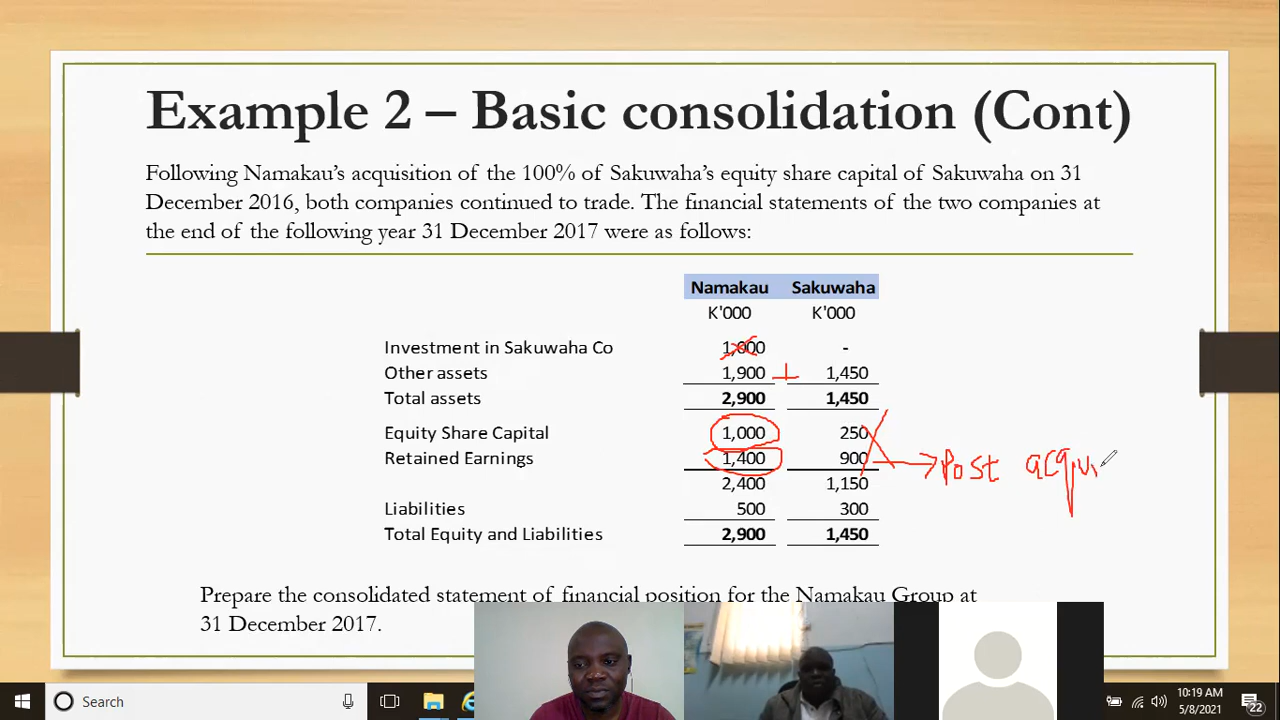 Example 2 – Basic consolidation (Cont)
Following Namakau's acquisition of the 100% of Sakuwaha's equity share capital of Sakuwaha on 31
December 2016, both companies continued to trade. The financial statements of the two companies at
the end of the following year 31 December 2017 were as follows:
Namakau Sakuwaha
K'000 K'000
Investment in Sakuwaha Co 1,000 -
Other assets 1,900 + 1,450
Total assets 2,900 1,450
Equity Share Capital 1,000 250
Retained Earnings 1,400 900
Post acqui
2,400 1,150
Liabilities 500 300
Total Equity and Liabilities 2,900 1,450
Prepare the consolidated statement of financial position for the Namakau Group at
31 December 2017.
Search
10:19 AM
5/8/2021
22